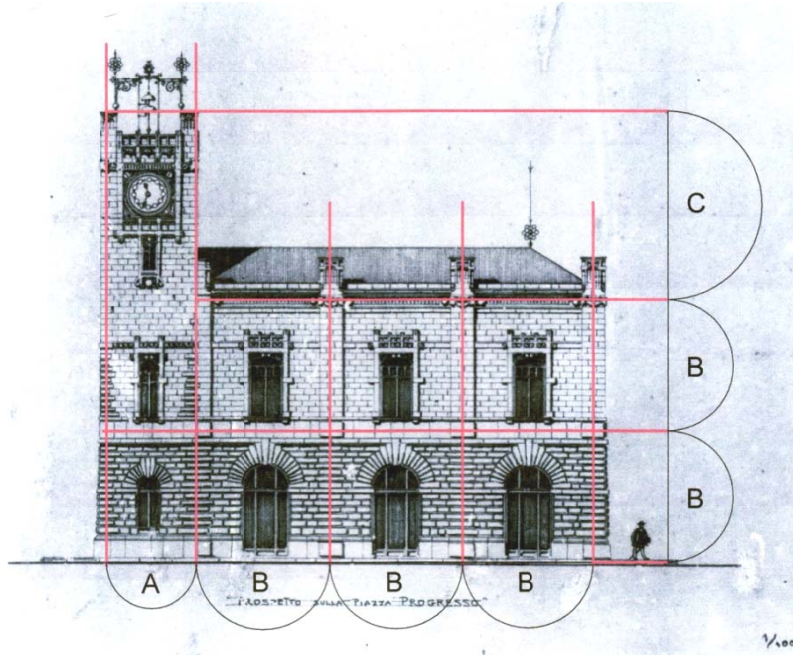 C
B
B
A B B B
"PROSPETTO SULLA PIAZZA PROGRESSO"
1/100